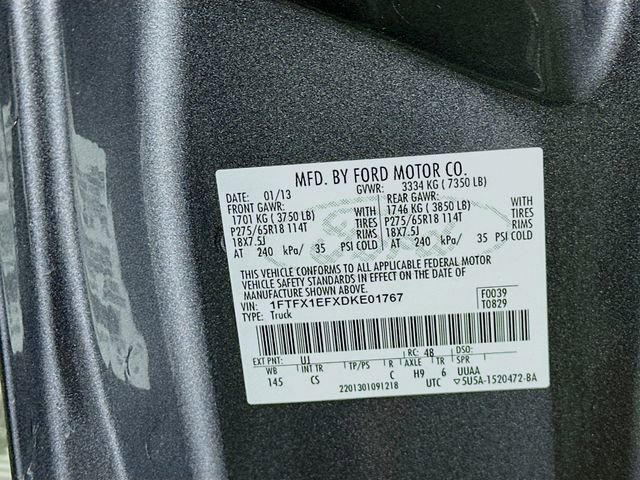 MFD. BY FORD MOTOR CO.
DATE: 01/13 GVWR: 3334 KG ( 7350 LB)
FRONT GAWR: REAR GAWR:
1701 KG ( 3750 LB) WITH 1746 KG ( 3850 LB) WITH
P275/65R18 114T TIRES P275/65R18 114T TIRES
18X7.5J RIMS 18X7.5J RIMS
AT 240 kPa/ 35 PSI COLD AT 240 kPa/ 35 PSI COLD
THIS VEHICLE CONFORMS TO ALL APPLICABLE FEDERAL MOTOR
VEHICLE SAFETY STANDARDS IN EFFECT ON THE DATE OF
MANUFACTURE SHOWN ABOVE.
VIN: 1FTFX1EFXDKE01767 F0039
TYPE: Truck T0829
EXT PNT: UJ RC: 48 DSO:
WB INT TR TP/PS R AXLE TR S
145 CS C H9 6 UUAA
2201301091218 UTC ▽5U5A-1520472-BA
Ford